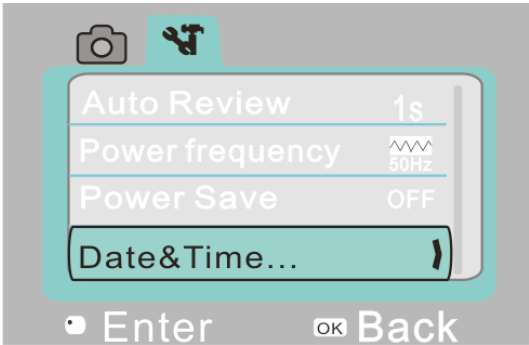 Auto Review 1s
Power frequency 50Hz
Power Save OFF
Date&Time...
Enter OK Back